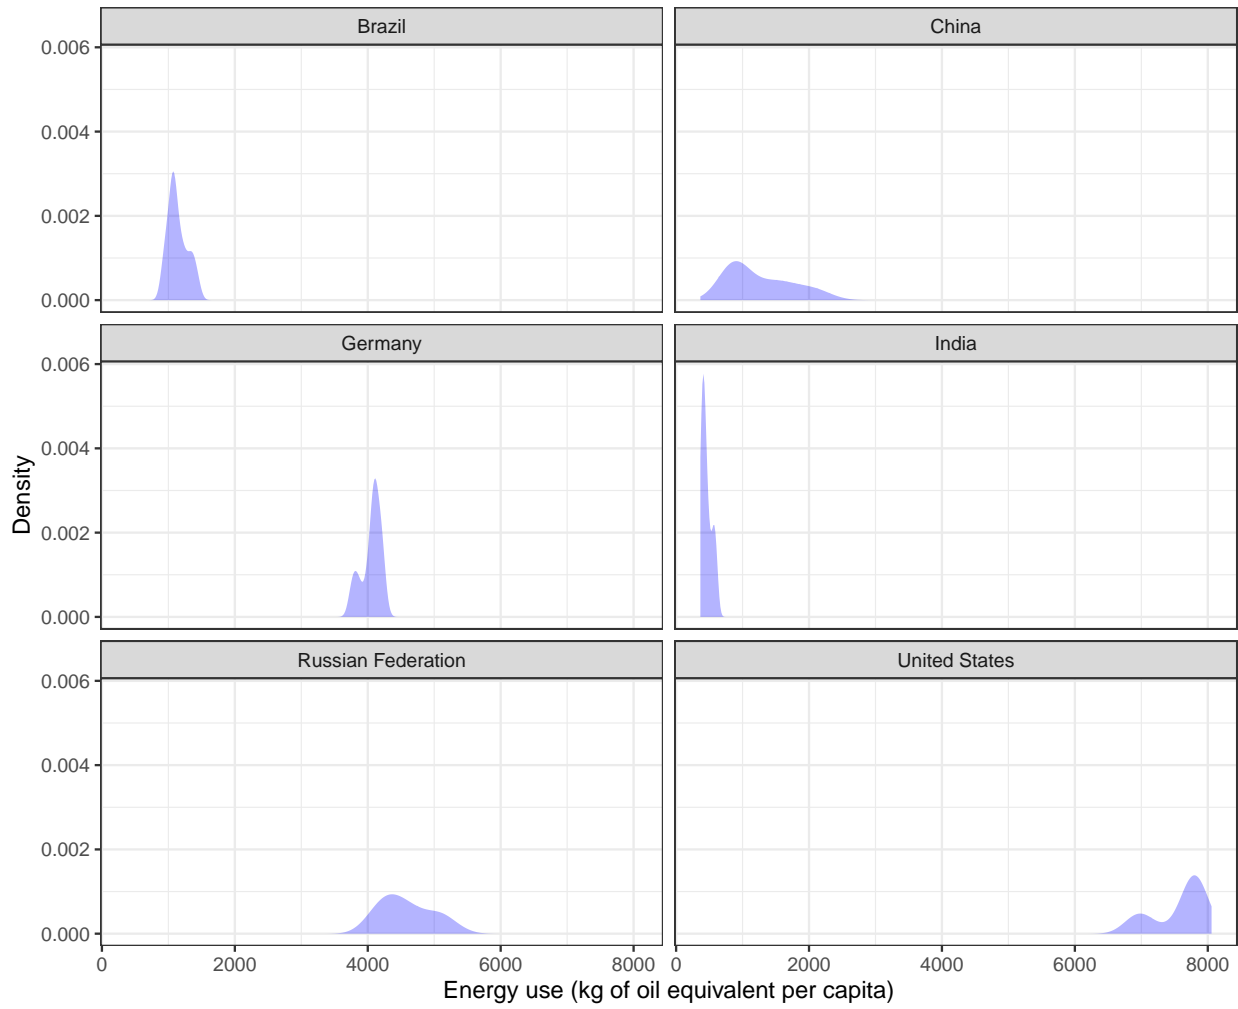 Brazil
China
0.006
0.004
0.002
0.000
Germany
India
0.006
0.004
0.002
0.000
Density
Russian Federation
United States
0.006
0.004
0.002
0.000
0 2000 4000 6000 8000
0 2000 4000 6000 8000
Energy use (kg of oil equivalent per capita)